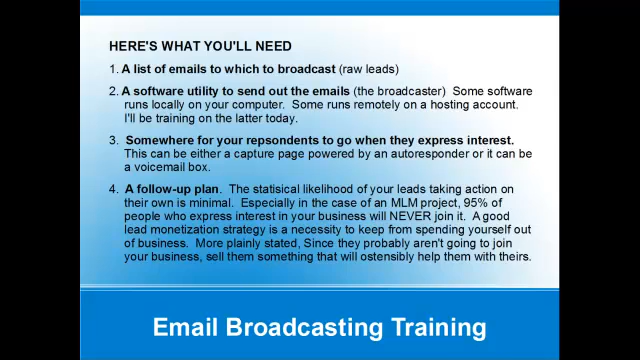 HERE'S WHAT YOU'LL NEED
1. A list of emails to which to broadcast (raw leads)
2. A software utility to send out the emails (the broadcaster) Some software
runs locally on your computer. Some runs remotely on a hosting account.
I'll be training on the latter today.
3. Somewhere for your repsondents to go when they express interest.
This can be either a capture page powered by an autoresponder or it can be
a voicemail box.
4. A follow-up plan. The statisical likelihood of your leads taking action on
their own is minimal. Especially in the case of an MLM project, 95% of
people who express interest in your business will NEVER join it. A good
lead monetization strategy is a necessity to keep from spending yourself out
of business. More plainly stated, Since they probably aren't going to join
your business, sell them something that will ostensibly help them with theirs.
Email Broadcasting Training